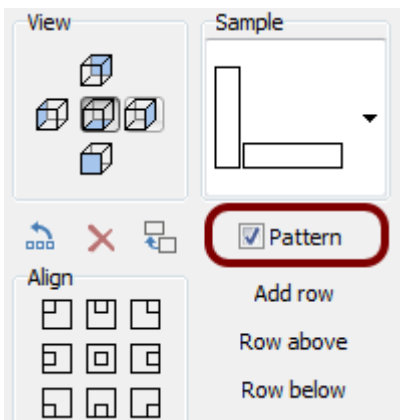 View
Sample
Pattern
Align
Add row
Row above
Row below